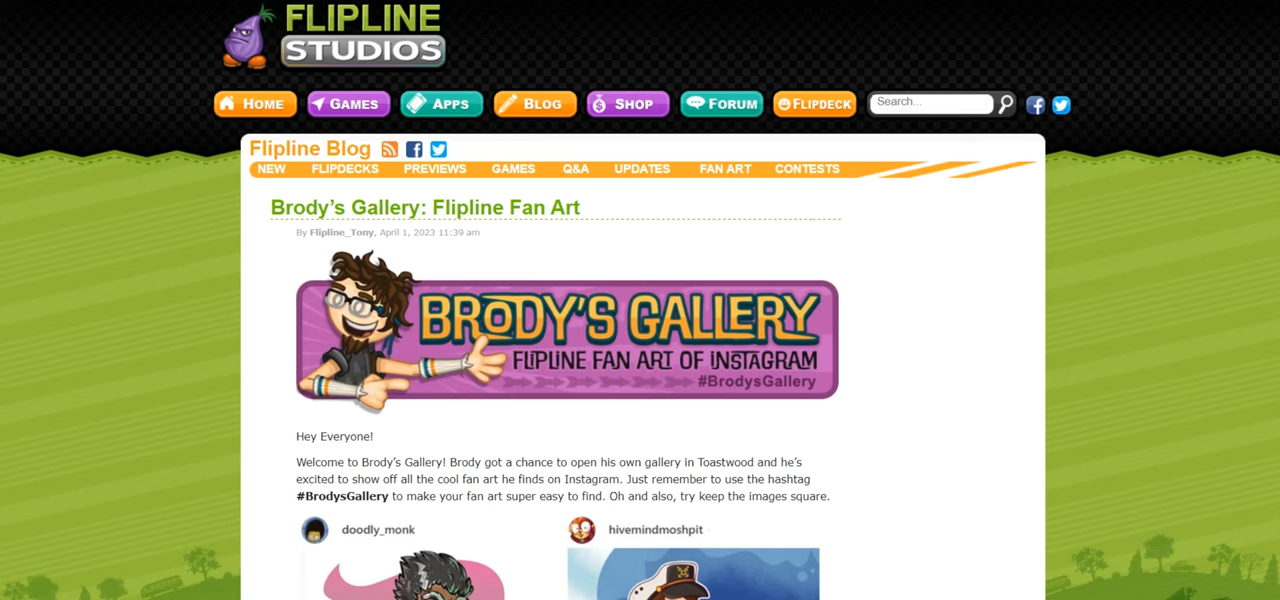 FLIPLINE
STUDIOS
HOME GAMES APPS BLOG SHOP FORUM FLIPDECK Search...
Flipline Blog
NEW FLIPDECKS PREVIEWS GAMES Q&A UPDATES FAN ART CONTESTS
Brody's Gallery: Flipline Fan Art
By Flipline_Tony, April 1, 2023 11:39 am
BRODY'S GALLERY
FLIPLINE FAN ART OF INSTAGRAM
#BrodysGallery
Hey Everyone!
Welcome to Brody's Gallery! Brody got a chance to open his own gallery in Toastwood and he's
excited to show off all the cool fan art he finds on Instagram. Just remember to use the hashtag
#BrodysGallery to make your fan art super easy to find. Oh and also, try keep the images square.
doodly_monk hivemindmoshpit